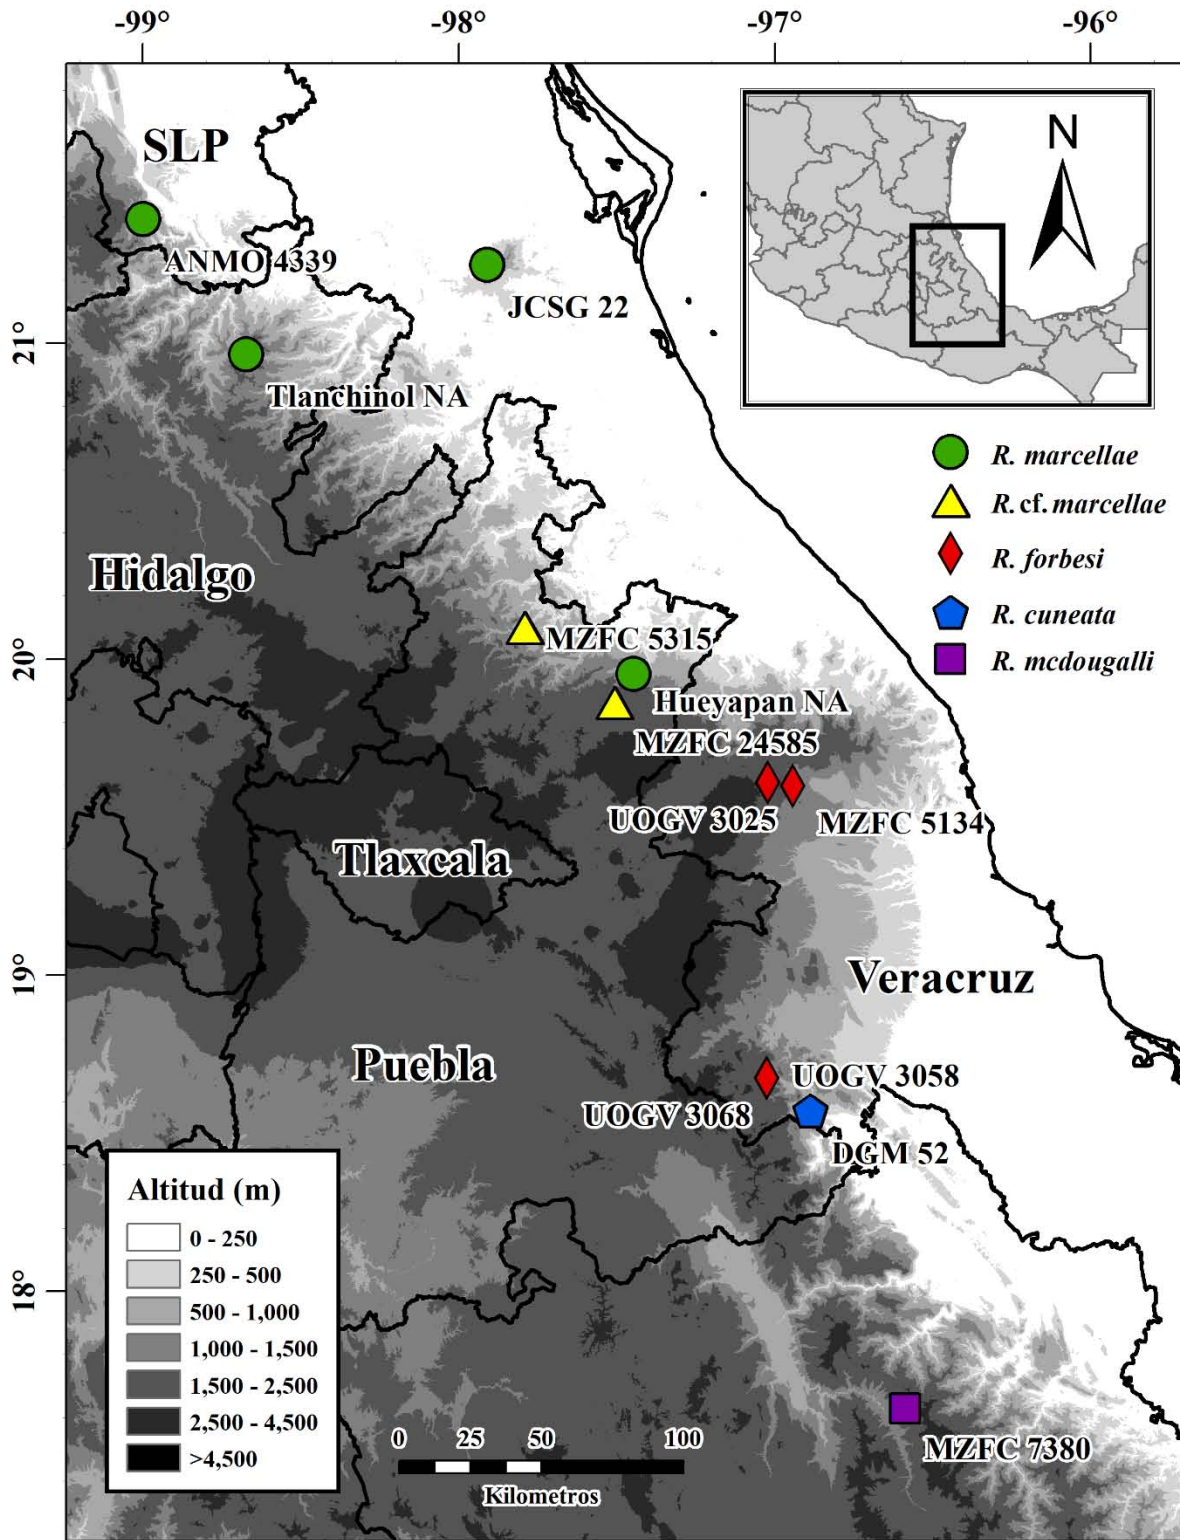 -99° -98° -97° -96°
SLP
N
ANMO 4339
JCSG 22
21°
Tlanchinol NA
R. marcellae
R. cf. marcellae
R. forbesi
R. cuneata
R. mcdougalli
Hidalgo
MZFC 5315
20°
Hueyapan NA
MZFC 24585
UOGV 3025
MZFC 5134
Tlaxcala
19°
Veracruz
Puebla
UOGV 3058
UOGV 3068
DGM 52
18°
Altitud (m)
0 - 250
250 - 500
500 - 1,000
1,000 - 1,500
1,500 - 2,500
2,500 - 4,500
>4,500
0 25 50 100
Kilometros
MZFC 7380